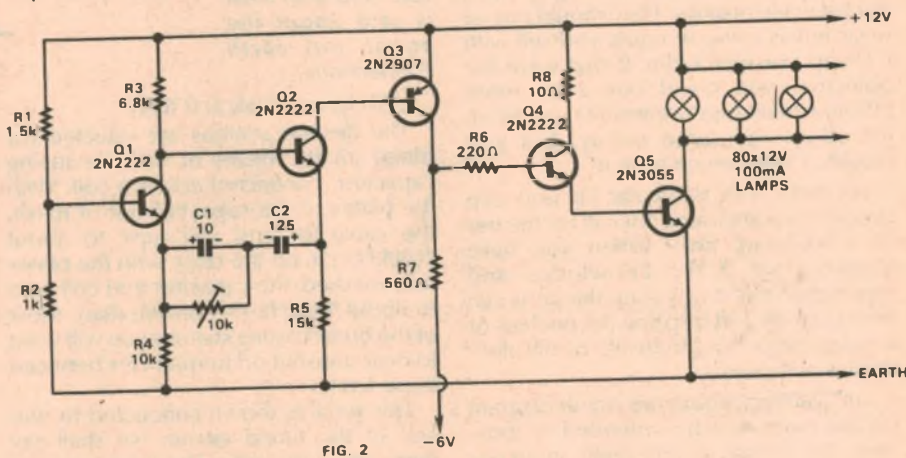 +12V
R1
1.5k
R2
1k
R3
6.8k
Q1
2N2222
R4
10k
C1
10
+
-
10k
C2
125
+
Q2
2N2222
R5
15k
Q3
2N2907
R6
220Ω
R7
560Ω
-6V
R8
10Ω
Q4
2N2222
Q5
2N3055
80x12V
100mA
LAMPS
EARTH
FIG. 2